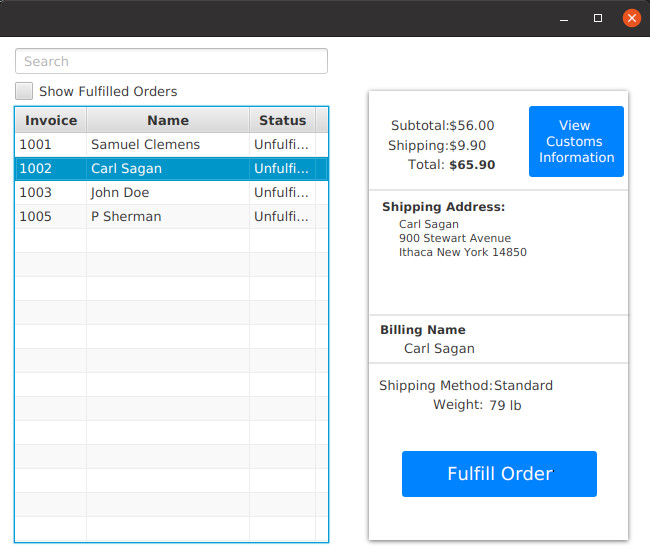 Search
Show Fulfilled Orders
Invoice Name Status
1001 Samuel Clemens Unfulfi...
1002 Carl Sagan Unfulfi...
1003 John Doe Unfulfi...
1005 P Sherman Unfulfi...
Subtotal:$56.00
Shipping:$9.90
Total: $65.90
View
Customs
Information
Shipping Address:
Carl Sagan
900 Stewart Avenue
Ithaca New York 14850
Billing Name
Carl Sagan
Shipping Method:Standard
Weight: 79 lb
Fulfill Order